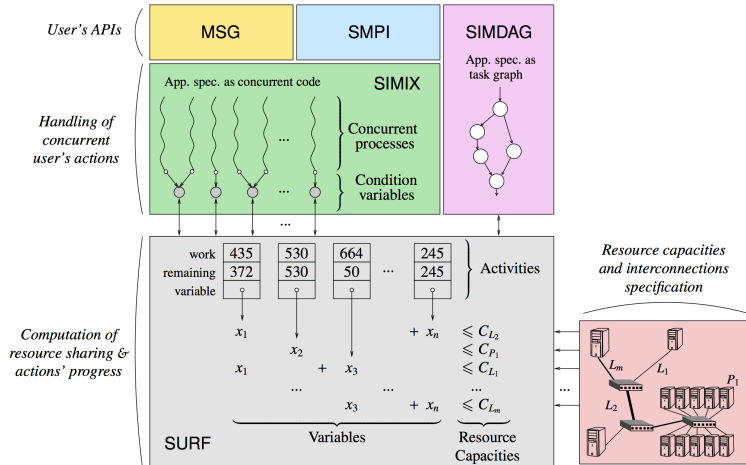 User's APIs
MSG
SMPI
SIMDAG
App. spec. as
task graph
App. spec. as concurrent code
SIMIX
Handling of
concurrent
user's actions
...
Concurrent
processes
...
Condition
variables
...
work 435 530 664 245
remaining 372 530 50 ... 245
variable
Activities
Resource capacities
and interconnections
specification
Computation of
resource sharing &
actions' progress
x1 + xn ⩽ CL2
x2 ⩽ CP1
x1 + x3 ⩽ CL1
... ... ... ...
x3 + xn ⩽ CLm
Lm
L1
P1
L2
SURF
Variables
Resource
Capacities